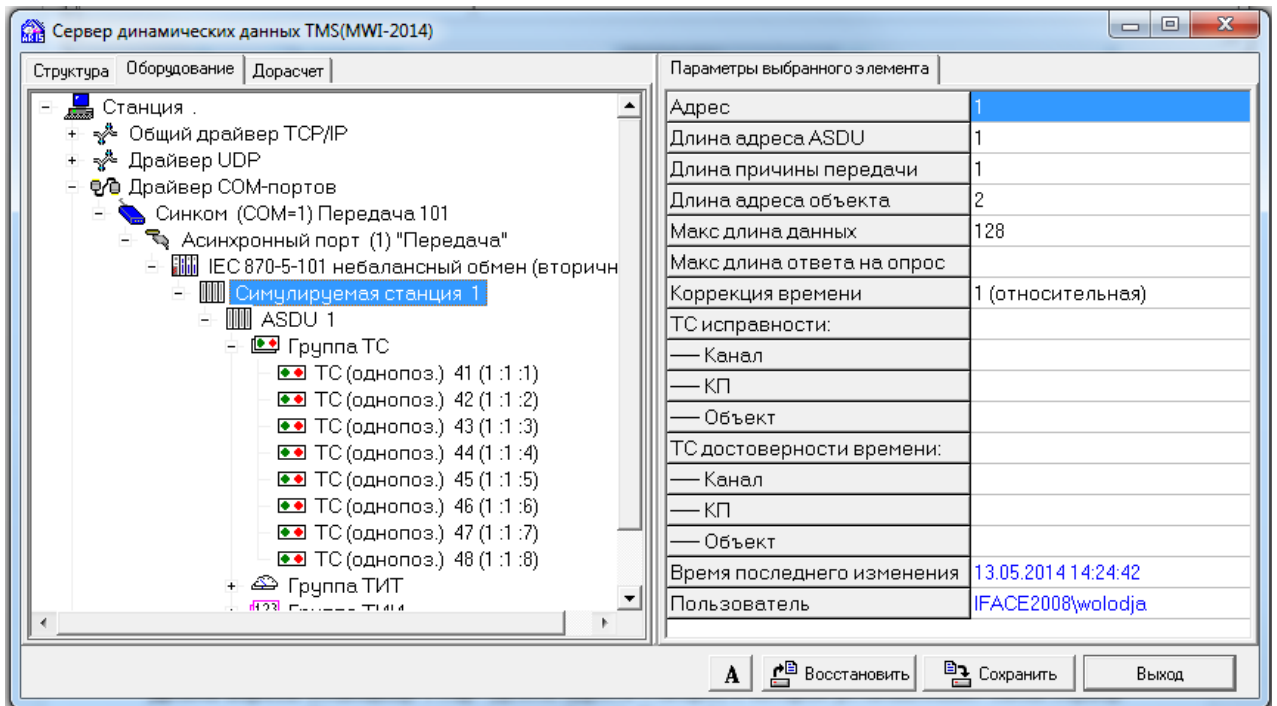 Сервер динамических данных TMS(MWI-2014)
Структура Оборудование Дорасчет
Станция .
Общий драйвер TCP/IP
Драйвер UDP
Драйвер COM-портов
Синком (COM=1) Передача 101
Асинхронный порт (1) "Передача"
IEC 870-5-101 небалансный обмен (вторичн
Симулируемая станция 1
ASDU 1
Группа ТС
ТС (однопоз.) 41 (1 :1 :1)
ТС (однопоз.) 42 (1 :1 :2)
ТС (однопоз.) 43 (1 :1 :3)
ТС (однопоз.) 44 (1 :1 :4)
ТС (однопоз.) 45 (1 :1 :5)
ТС (однопоз.) 46 (1 :1 :6)
ТС (однопоз.) 47 (1 :1 :7)
ТС (однопоз.) 48 (1 :1 :8)
Группа ТИТ
Группа ТИИ
Параметры выбранного элемента
Адрес 1
Длина адреса ASDU 1
Длина причины передачи 1
Длина адреса объекта 2
Макс длина данных 128
Макс длина ответа на опрос
Коррекция времени 1 (относительная)
ТС исправности:
Канал
КП
Объект
ТС достоверности времени:
Канал
КП
Объект
Время последнего изменения 13.05.2014 14:24:42
Пользователь IFACE2008\wolodja
A Восстановить Сохранить Выход